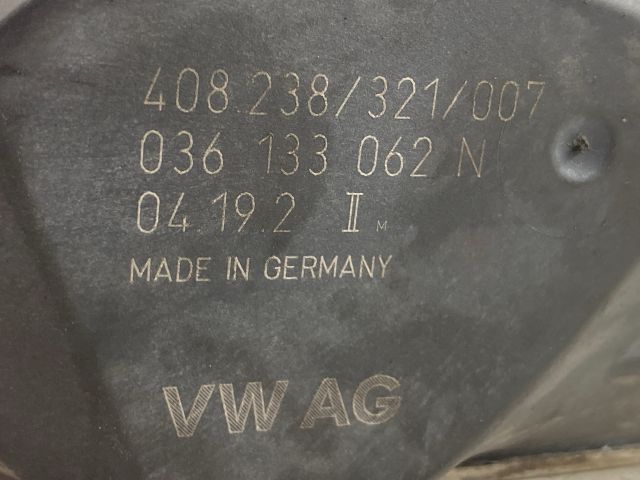 408.238/321/007
036 133 062 N
04.19.2 II M
MADE IN GERMANY
VW AG